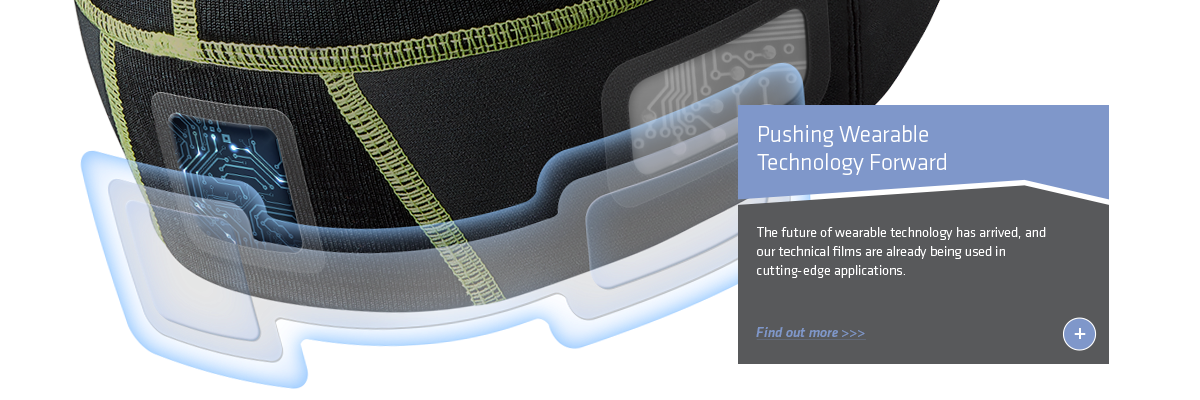 Pushing Wearable
Technology Forward
The future of wearable technology has arrived, and
our technical films are already being used in
cutting-edge applications.
Find out more >>>
+